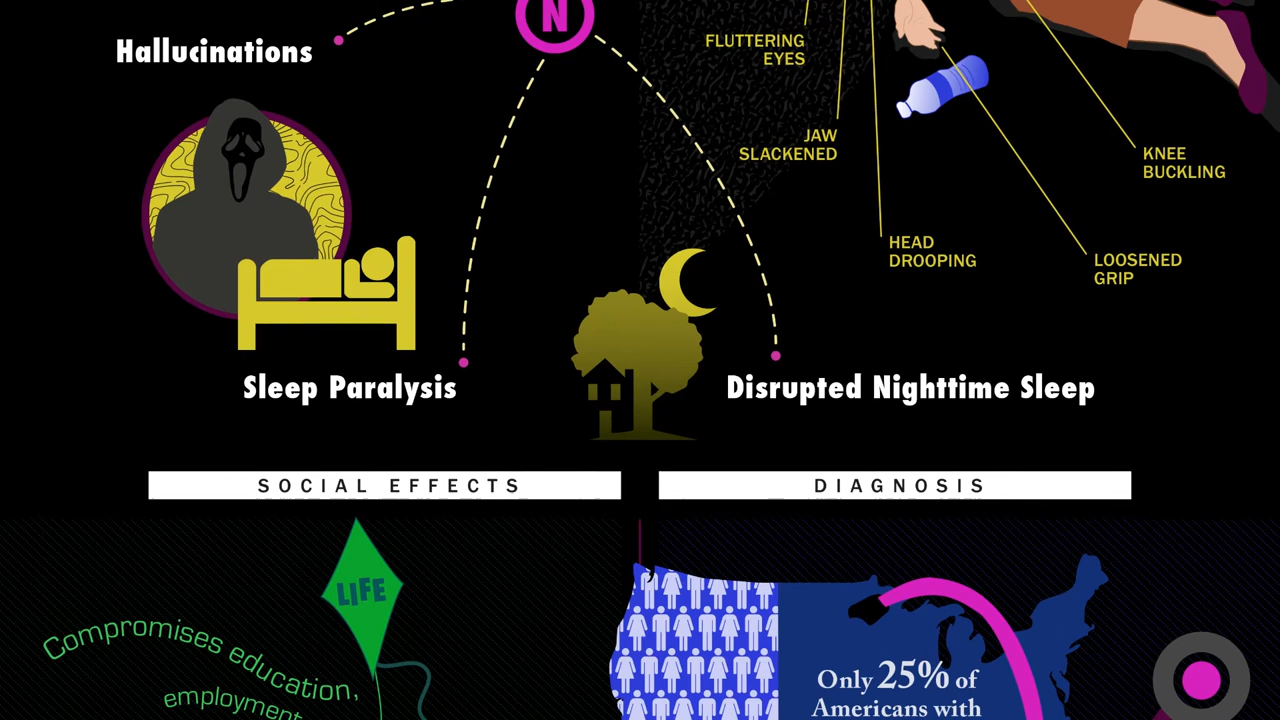 N
Hallucinations
FLUTTERING
EYES
JAW
SLACKENED
KNEE
BUCKLING
HEAD
DROOPING
LOOSENED
GRIP
Sleep Paralysis
Disrupted Nighttime Sleep
SOCIAL EFFECTS
DIAGNOSIS
LIFE
Compromises education,
employment
Only 25% of
Americans with